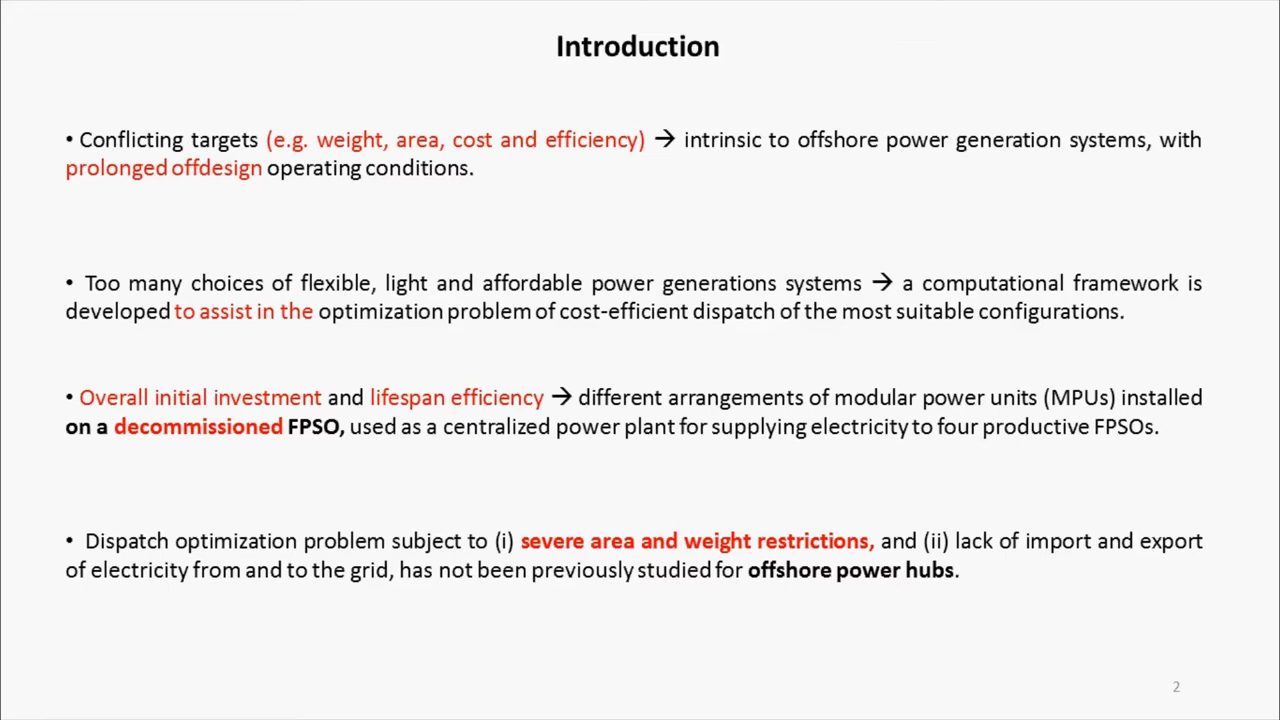 Introduction
• Conflicting targets (e.g. weight, area, cost and efficiency) → intrinsic to offshore power generation systems, with
prolonged offdesign operating conditions.
• Too many choices of flexible, light and affordable power generations systems → a computational framework is
developed to assist in the optimization problem of cost-efficient dispatch of the most suitable configurations.
• Overall initial investment and lifespan efficiency → different arrangements of modular power units (MPUs) installed
on a decommissioned FPSO, used as a centralized power plant for supplying electricity to four productive FPSOs.
• Dispatch optimization problem subject to (i) severe area and weight restrictions, and (ii) lack of import and export
of electricity from and to the grid, has not been previously studied for offshore power hubs.
2